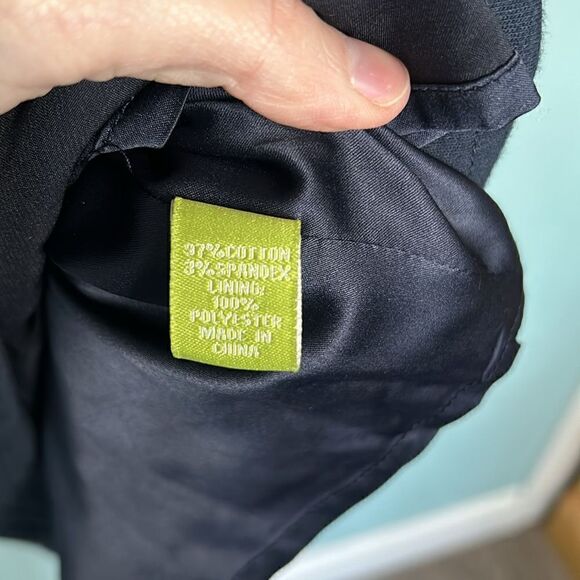 97%COTTON
3%SPANDEX
LINING:
100%
POLYESTER
MADE IN
CHINA